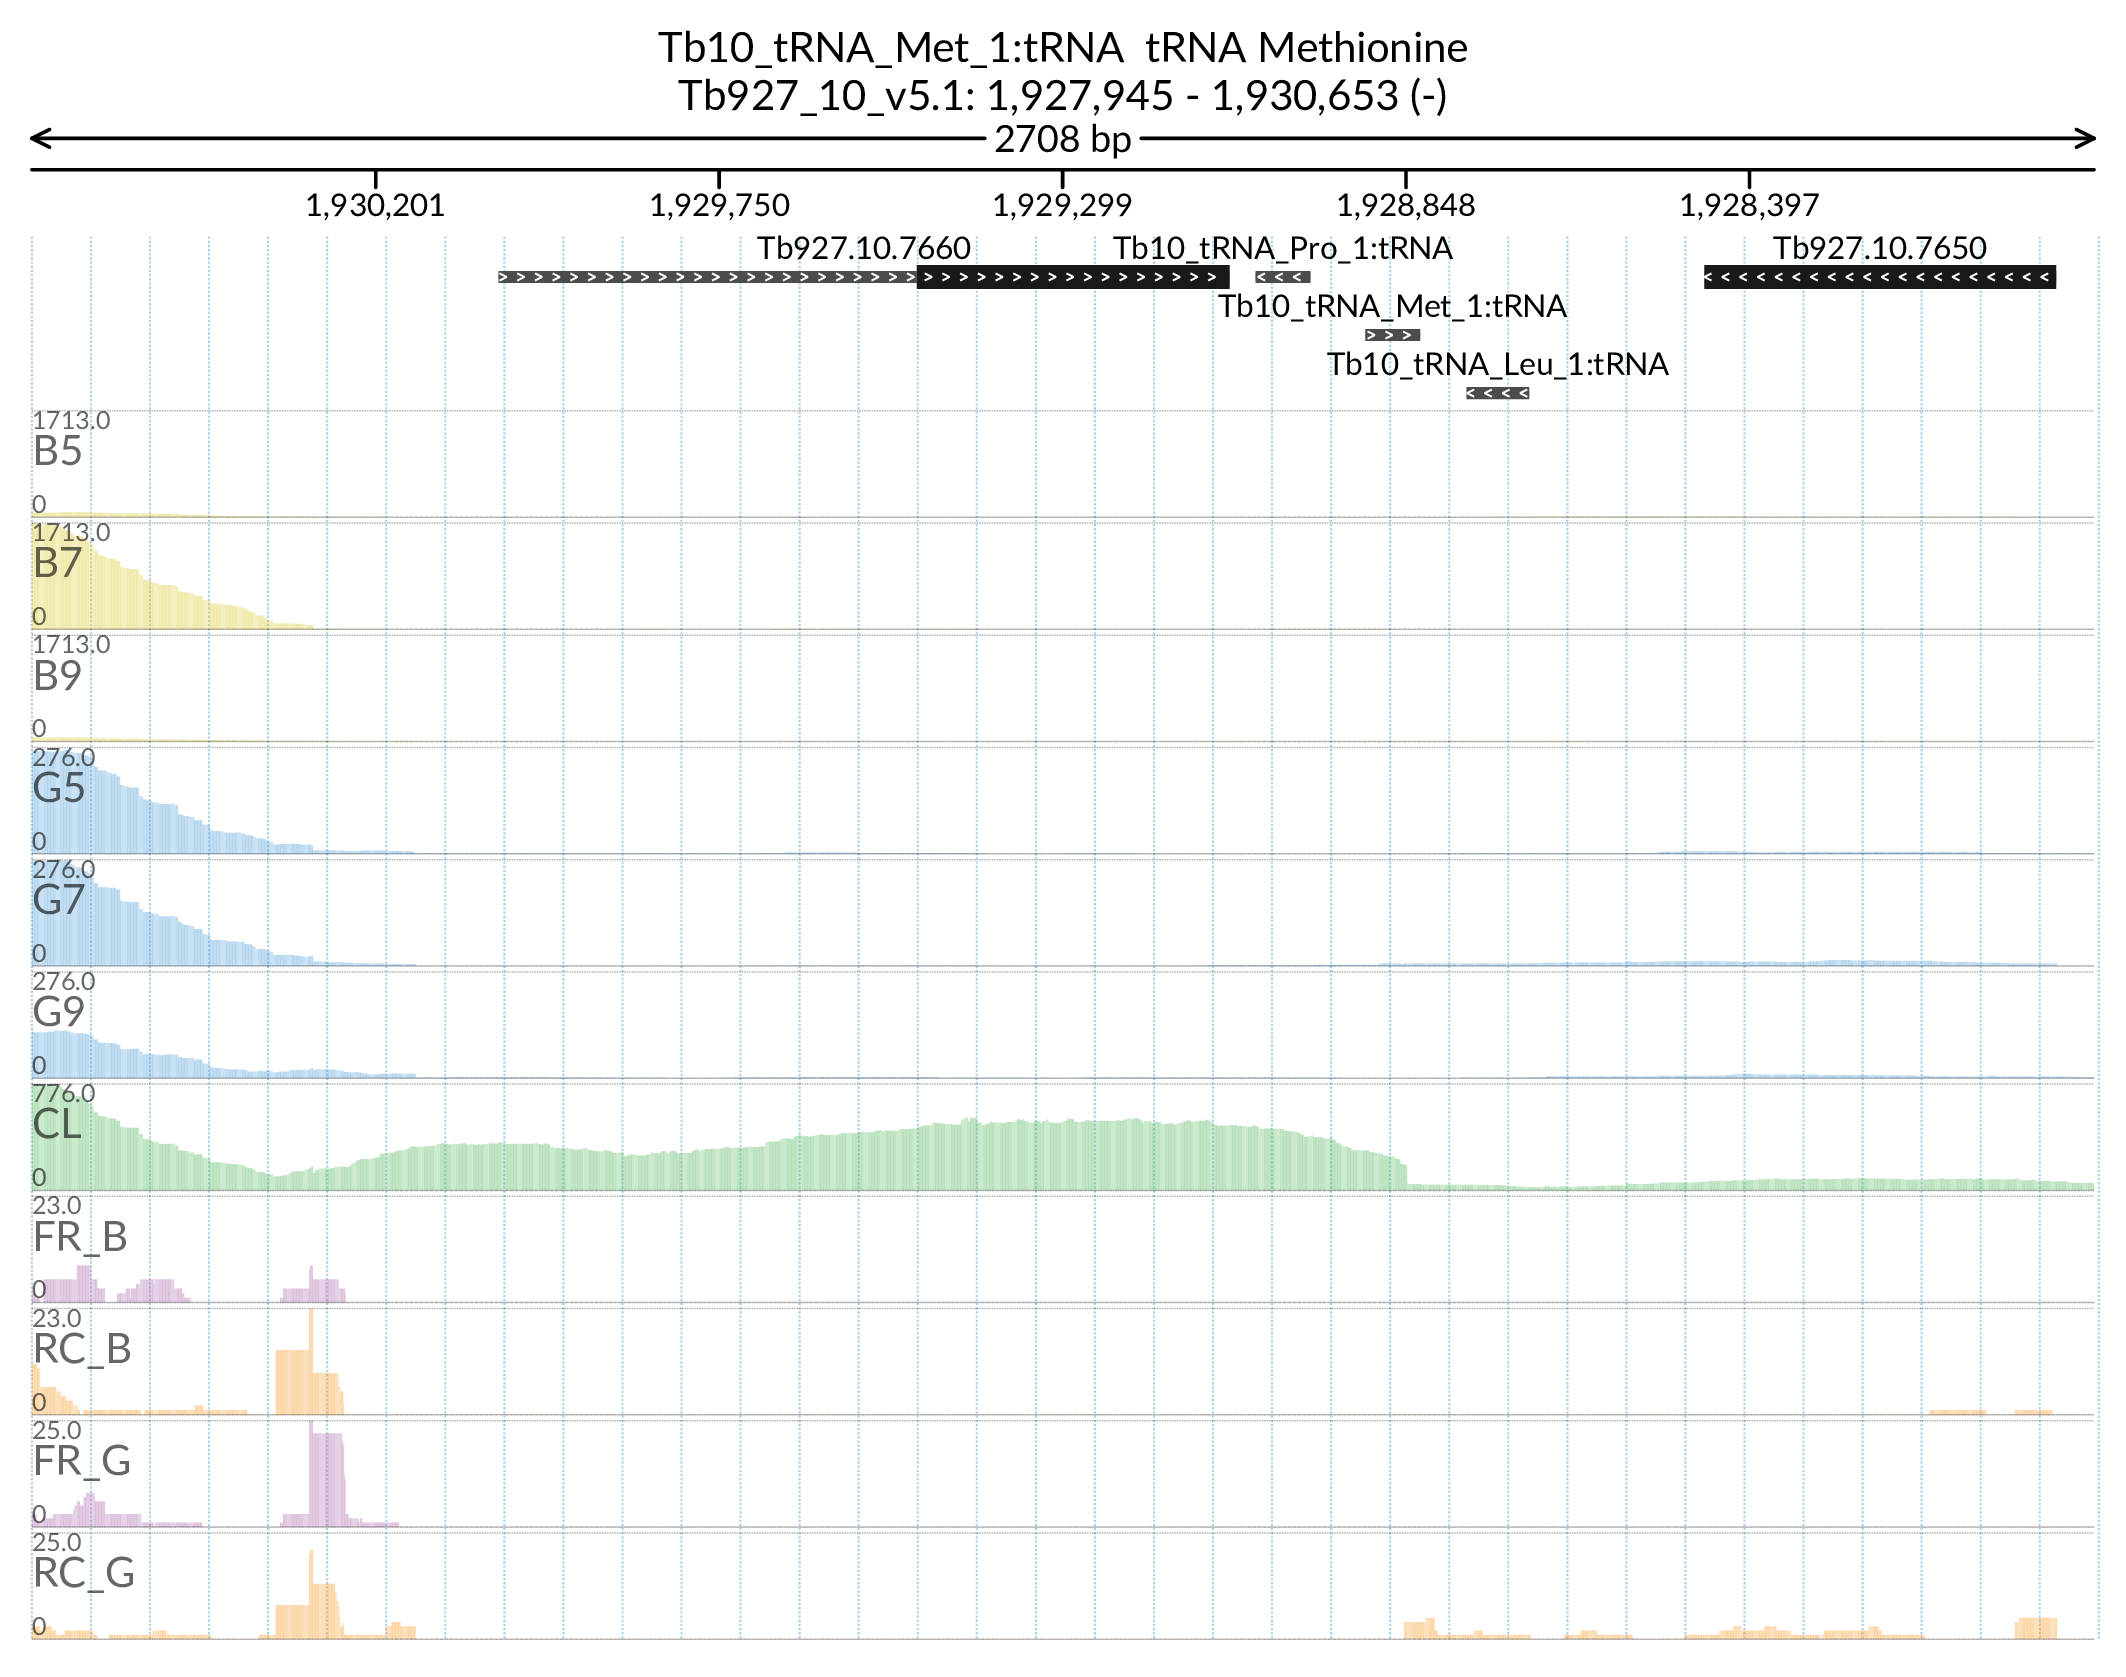 Tb10_tRNA_Met_1:tRNA tRNA Methionine
Tb927_10_v5.1: 1,927,945 - 1,930,653 (-)
2708 bp
1,930,201 1,929,750 1,929,299 1,928,848 1,928,397
Tb927.10.7660 Tb10_tRNA_Pro_1:tRNA Tb927.10.7650
Tb10_tRNA_Met_1:tRNA
Tb10_tRNA_Leu_1:tRNA
1713.0
B5
0
1713.0
B7
0
1713.0
B9
0
276.0
G5
0
276.0
G7
0
276.0
G9
0
776.0
CL
0
23.0
FR_B
0
23.0
RC_B
0
25.0
FR_G
0
25.0
RC_G
0